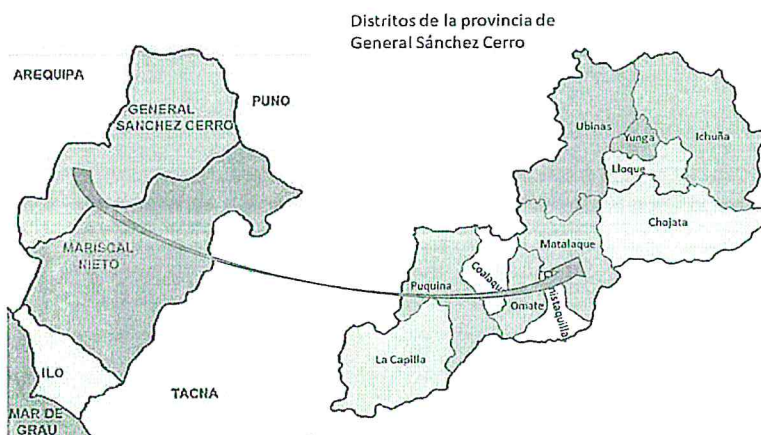 Distritos de la provincia de
General Sánchez Cerro
AREQUIPA
GENERAL
SANCHEZ CERRO
PUNO
MARISCAL
NIETO
ILO
TACNA
MAR DE
GRAU
Ubinas
Yunga
Ichuña
Lloque
Chojata
Matalaque
Coalaque
Puquina
Omate
La Capilla